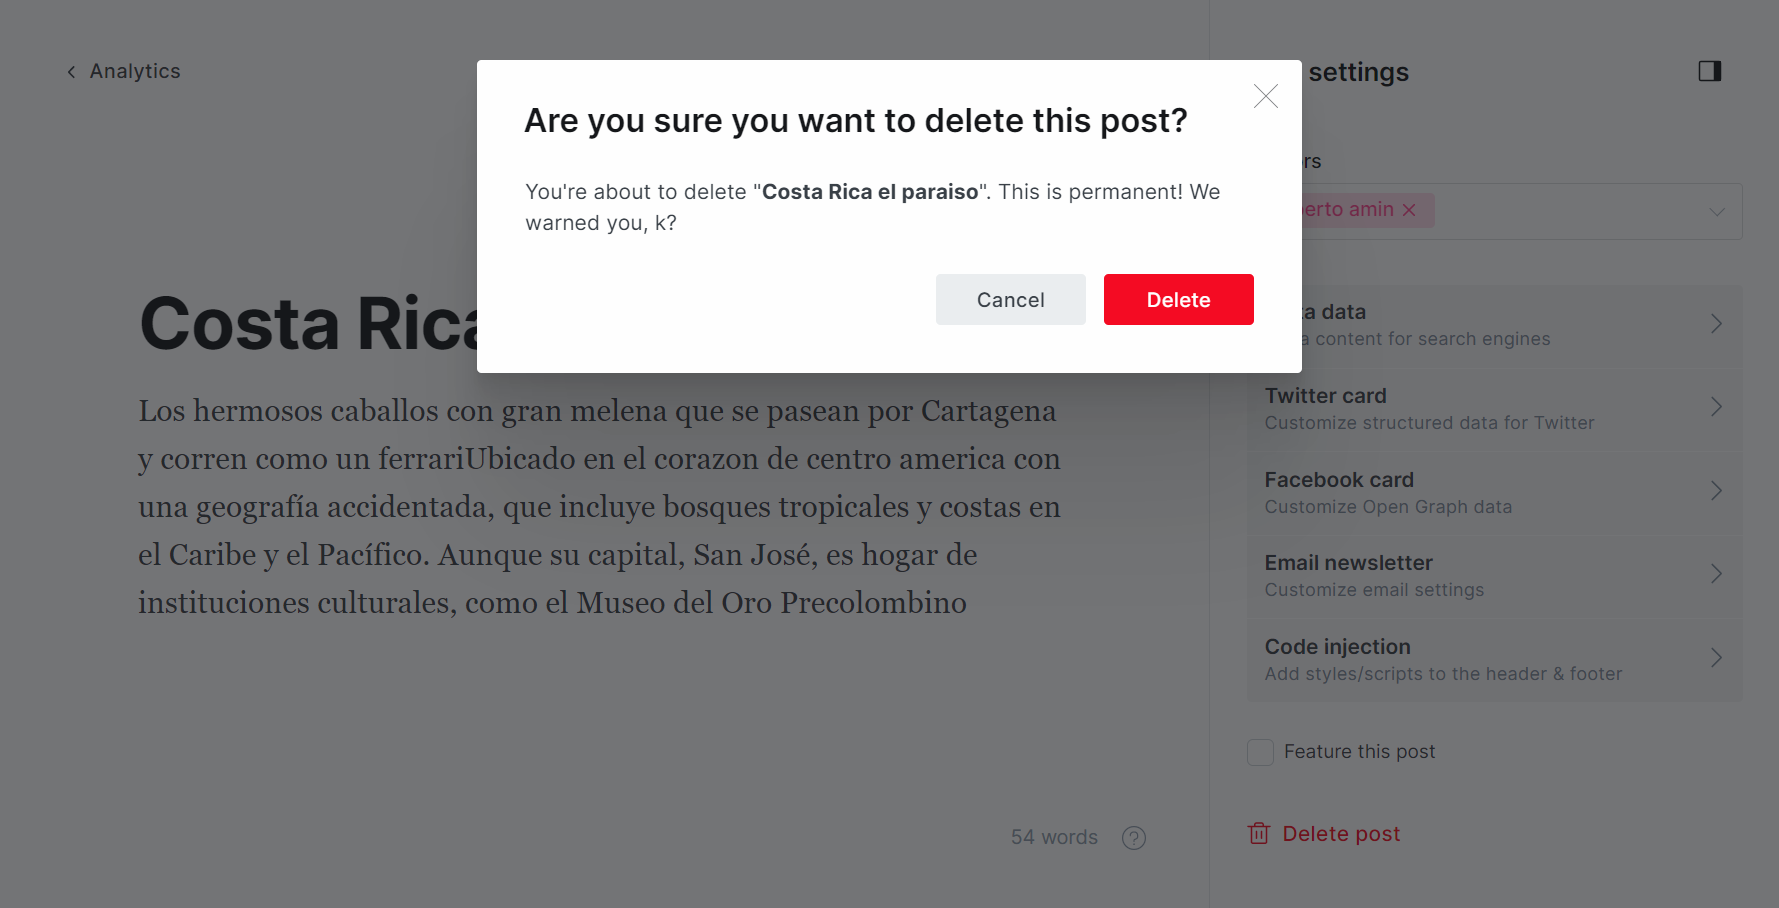 Analytics
settings
Are you sure you want to delete this post?
You're about to delete "Costa Rica el paraiso". This is permanent! We
warned you, k?
Cancel
Delete
Costa Rica
Los hermosos caballos con gran melena que se pasean por Cartagena
y corren como un ferrariUbicado en el corazon de centro america con
una geografía accidentada, que incluye bosques tropicales y costas en
el Caribe y el Pacífico. Aunque su capital, San José, es hogar de
instituciones culturales, como el Museo del Oro Precolombino
54 words
amin
data
content for search engines
Twitter card
Customize structured data for Twitter
Facebook card
Customize Open Graph data
Email newsletter
Customize email settings
Code injection
Add styles/scripts to the header & footer
Feature this post
Delete post